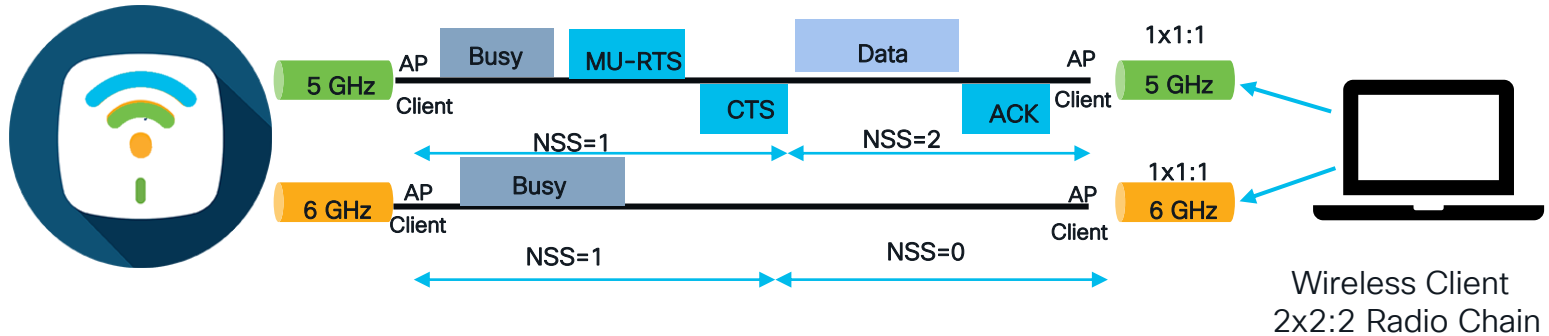 1x1:1
AP
Busy
MU-RTS
Data
AP
5 GHz
5 GHz
Client
CTS
ACK
Client
NSS=1
NSS=2
AP
Busy
AP
1x1:1
6 GHz
6 GHz
Client
Client
NSS=1
NSS=0
Wireless Client
2x2:2 Radio Chain